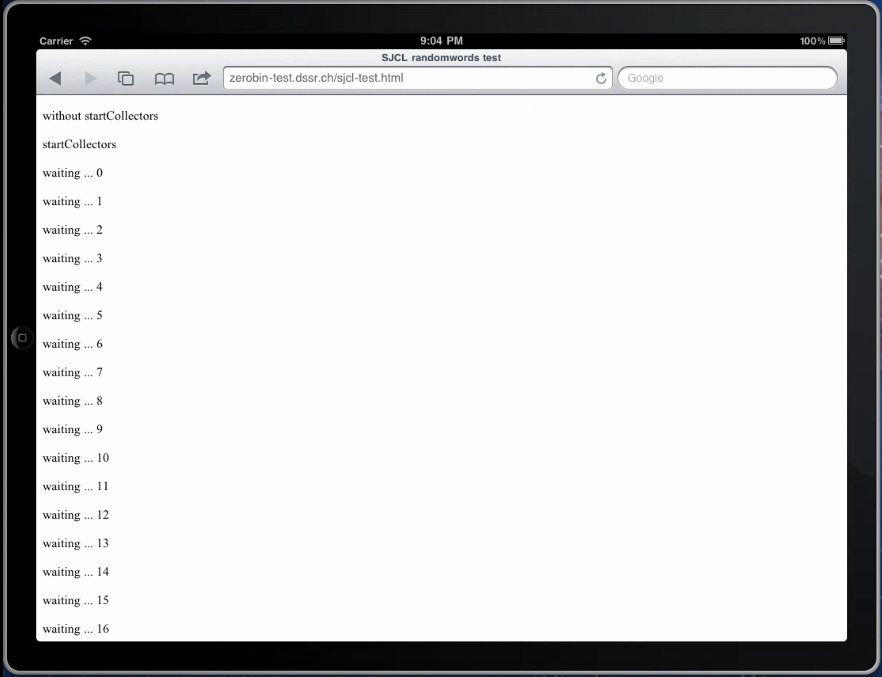 Carrier 9:04 PM 100%
SJCL randomwords test
zerobin-test.dssr.ch/sjcl-test.html Google
without startCollectors
startCollectors
waiting ... 0
waiting ... 1
waiting ... 2
waiting ... 3
waiting ... 4
waiting ... 5
waiting ... 6
waiting ... 7
waiting ... 8
waiting ... 9
waiting ... 10
waiting ... 11
waiting ... 12
waiting ... 13
waiting ... 14
waiting ... 15
waiting ... 16